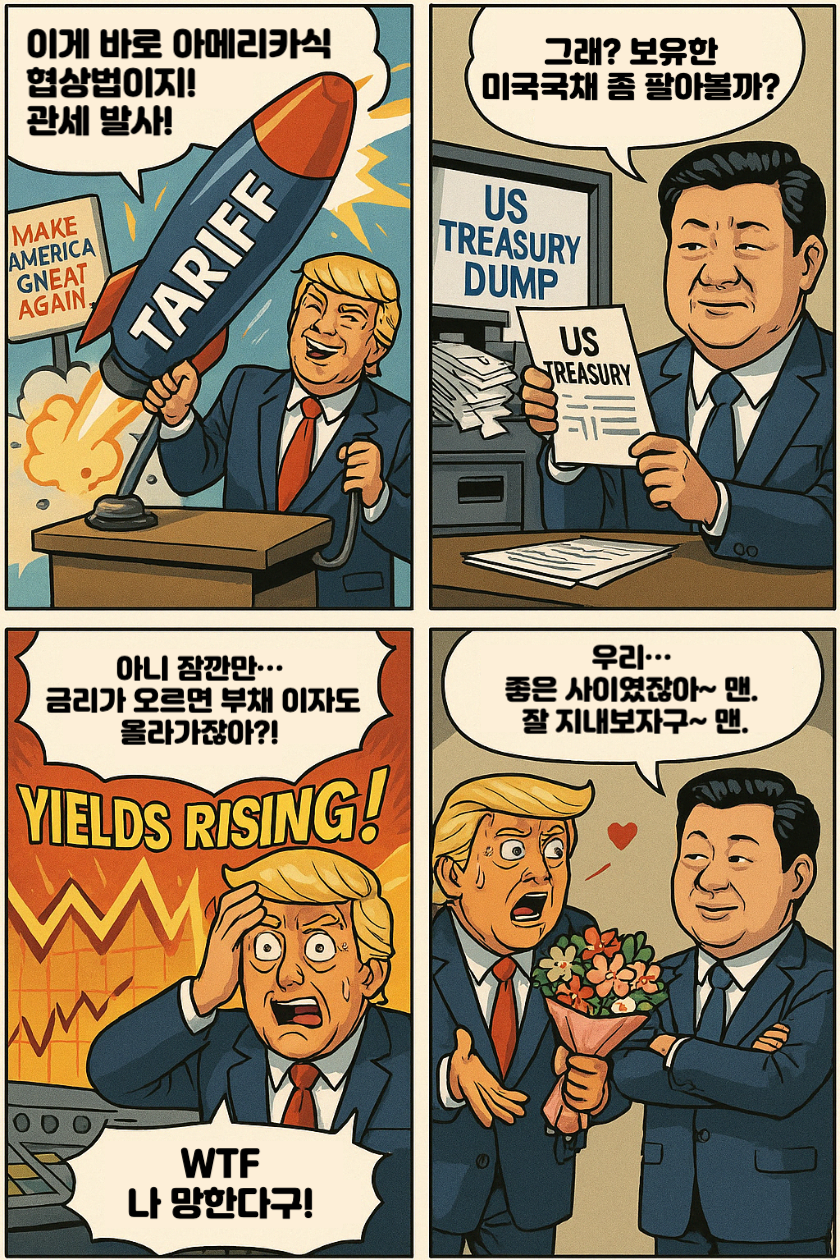 이게 바로 아메리카식
협상법이지!
관세 발사!
TARIFF
MAKE
AMERICA
GNEAT
AGAIN.
그래? 보유한
미국국채 좀 팔아볼까?
US
TREASURY
DUMP
US
TREASURY
아니 잠깐만…
금리가 오르면 부채 이자도
올라가잖아?!
YIELDS RISING!
WTF
나 망한다구!
우리…
좋은 사이였잖아~ 맨.
잘 지내보자구~ 맨.